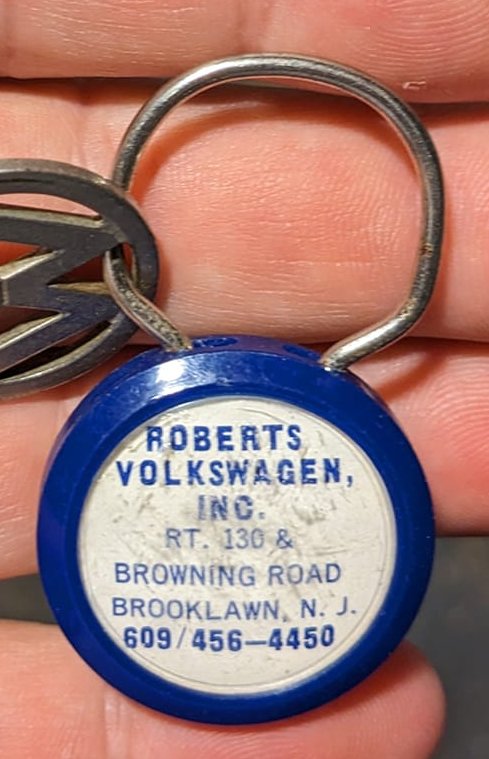 ROBERTS
VOLKSWAGEN,
INC.
RT. 130 &
BROWNING ROAD
BROOKLAWN, N. J.
609/456-4450